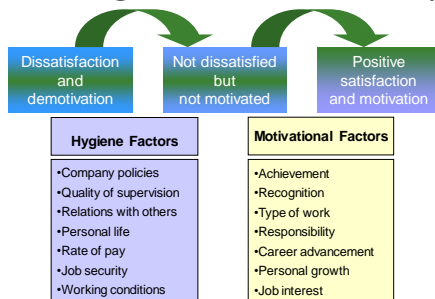 Dissatisfaction
and
demotivation
Not dissatisfied
but
not motivated
Positive
satisfaction
and motivation
Hygiene Factors
•Company policies
•Quality of supervision
•Relations with others
•Personal life
•Rate of pay
•Job security
•Working conditions
Motivational Factors
•Achievement
•Recognition
•Type of work
•Responsibility
•Career advancement
•Personal growth
•Job interest